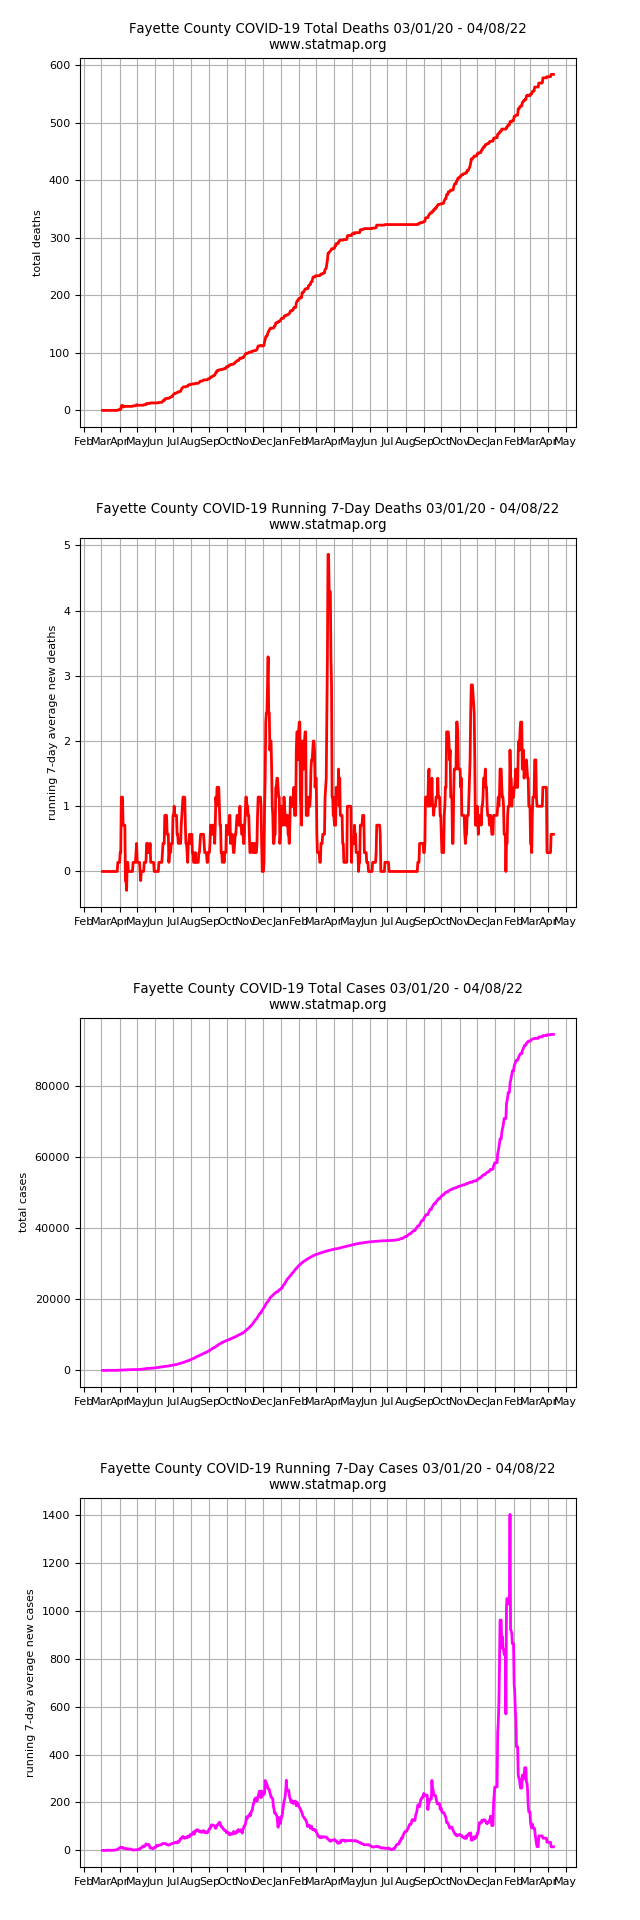 Fayette County COVID-19 Total Deaths 03/01/20 - 04/08/22
www.statmap.org
600
500
400
300
200
100
0
total deaths
Feb Mar Apr May Jun Jul Aug Sep Oct Nov Dec Jan Feb Mar Apr May Jun Jul Aug Sep Oct Nov Dec Jan Feb Mar Apr May
Fayette County COVID-19 Running 7-Day Deaths 03/01/20 - 04/08/22
www.statmap.org
5
4
3
2
1
0
running 7-day average new deaths
Feb Mar Apr May Jun Jul Aug Sep Oct Nov Dec Jan Feb Mar Apr May Jun Jul Aug Sep Oct Nov Dec Jan Feb Mar Apr May
Fayette County COVID-19 Total Cases 03/01/20 - 04/08/22
www.statmap.org
80000
60000
40000
20000
0
total cases
Feb Mar Apr May Jun Jul Aug Sep Oct Nov Dec Jan Feb Mar Apr May Jun Jul Aug Sep Oct Nov Dec Jan Feb Mar Apr May
Fayette County COVID-19 Running 7-Day Cases 03/01/20 - 04/08/22
www.statmap.org
1400
1200
1000
800
600
400
200
0
running 7-day average new cases
Feb Mar Apr May Jun Jul Aug Sep Oct Nov Dec Jan Feb Mar Apr May Jun Jul Aug Sep Oct Nov Dec Jan Feb Mar Apr May